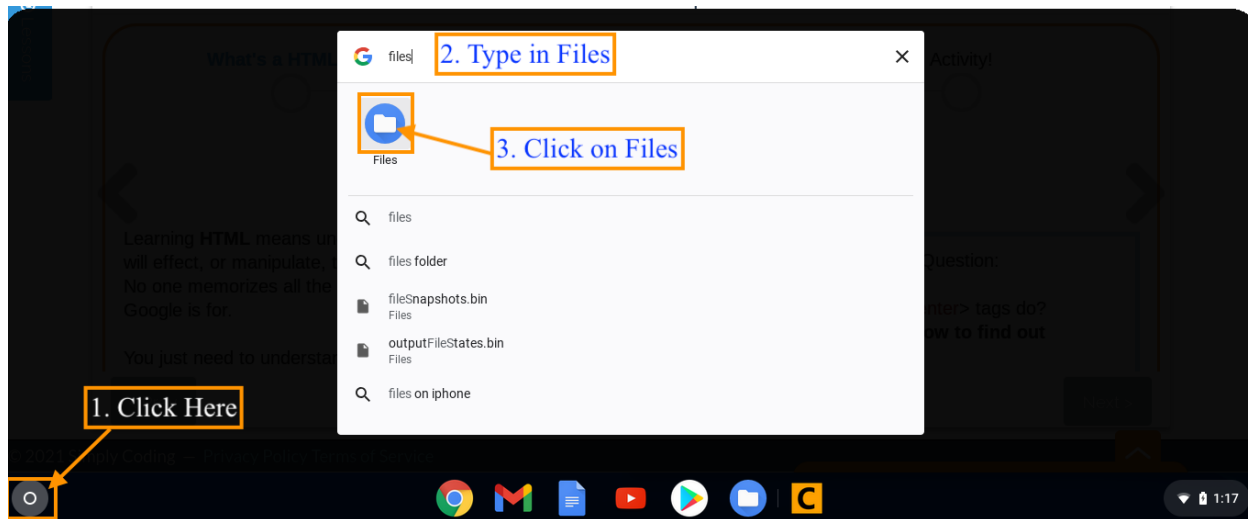 What's a HTML
files
2. Type in Files
Activity!
Files
3. Click on Files
files
Learning HTML means un
will effect, or manipulate, t
No one memorizes all the
Google is for.
You just need to understa
files folder
fileSnapshots.bin
Files
outputFileStates.bin
Files
files on iphone
Question:
enter> tags do?
ow to find out
1. Click Here
© 2021 Simply Coding — Privacy Policy Terms of Service
C
1:17